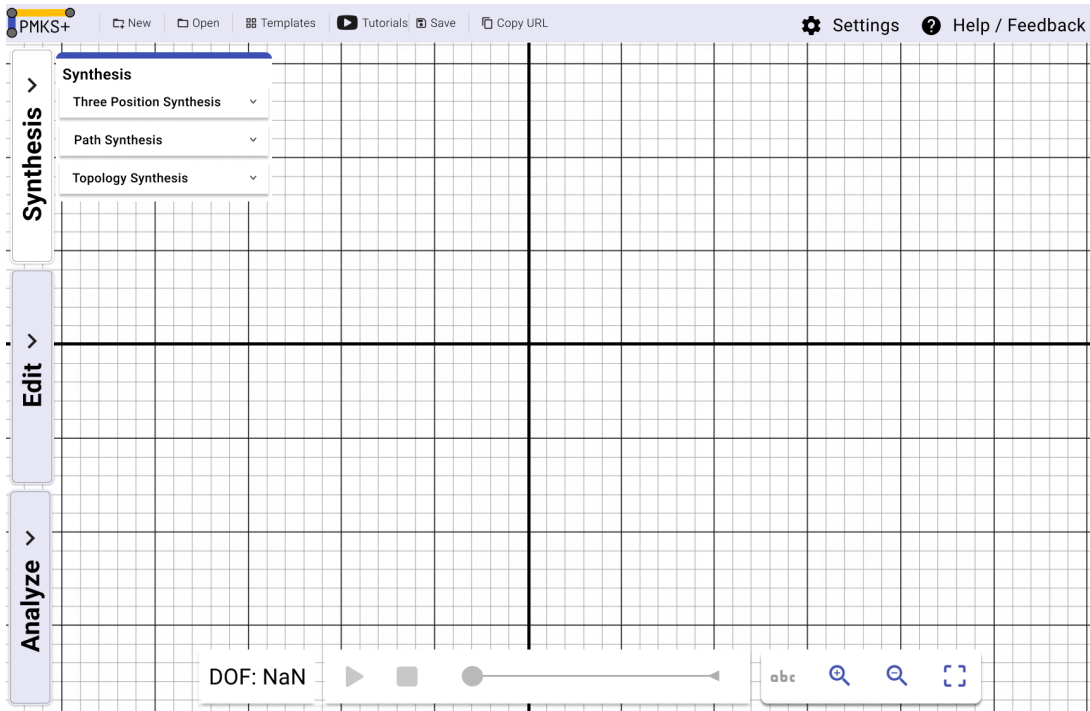 PMKS+ New Open Templates Tutorials Save Copy URL Settings Help / Feedback
Synthesis
Three Position Synthesis
Path Synthesis
Topology Synthesis
Synthesis
Edit
Analyze
DOF: NaN
abc